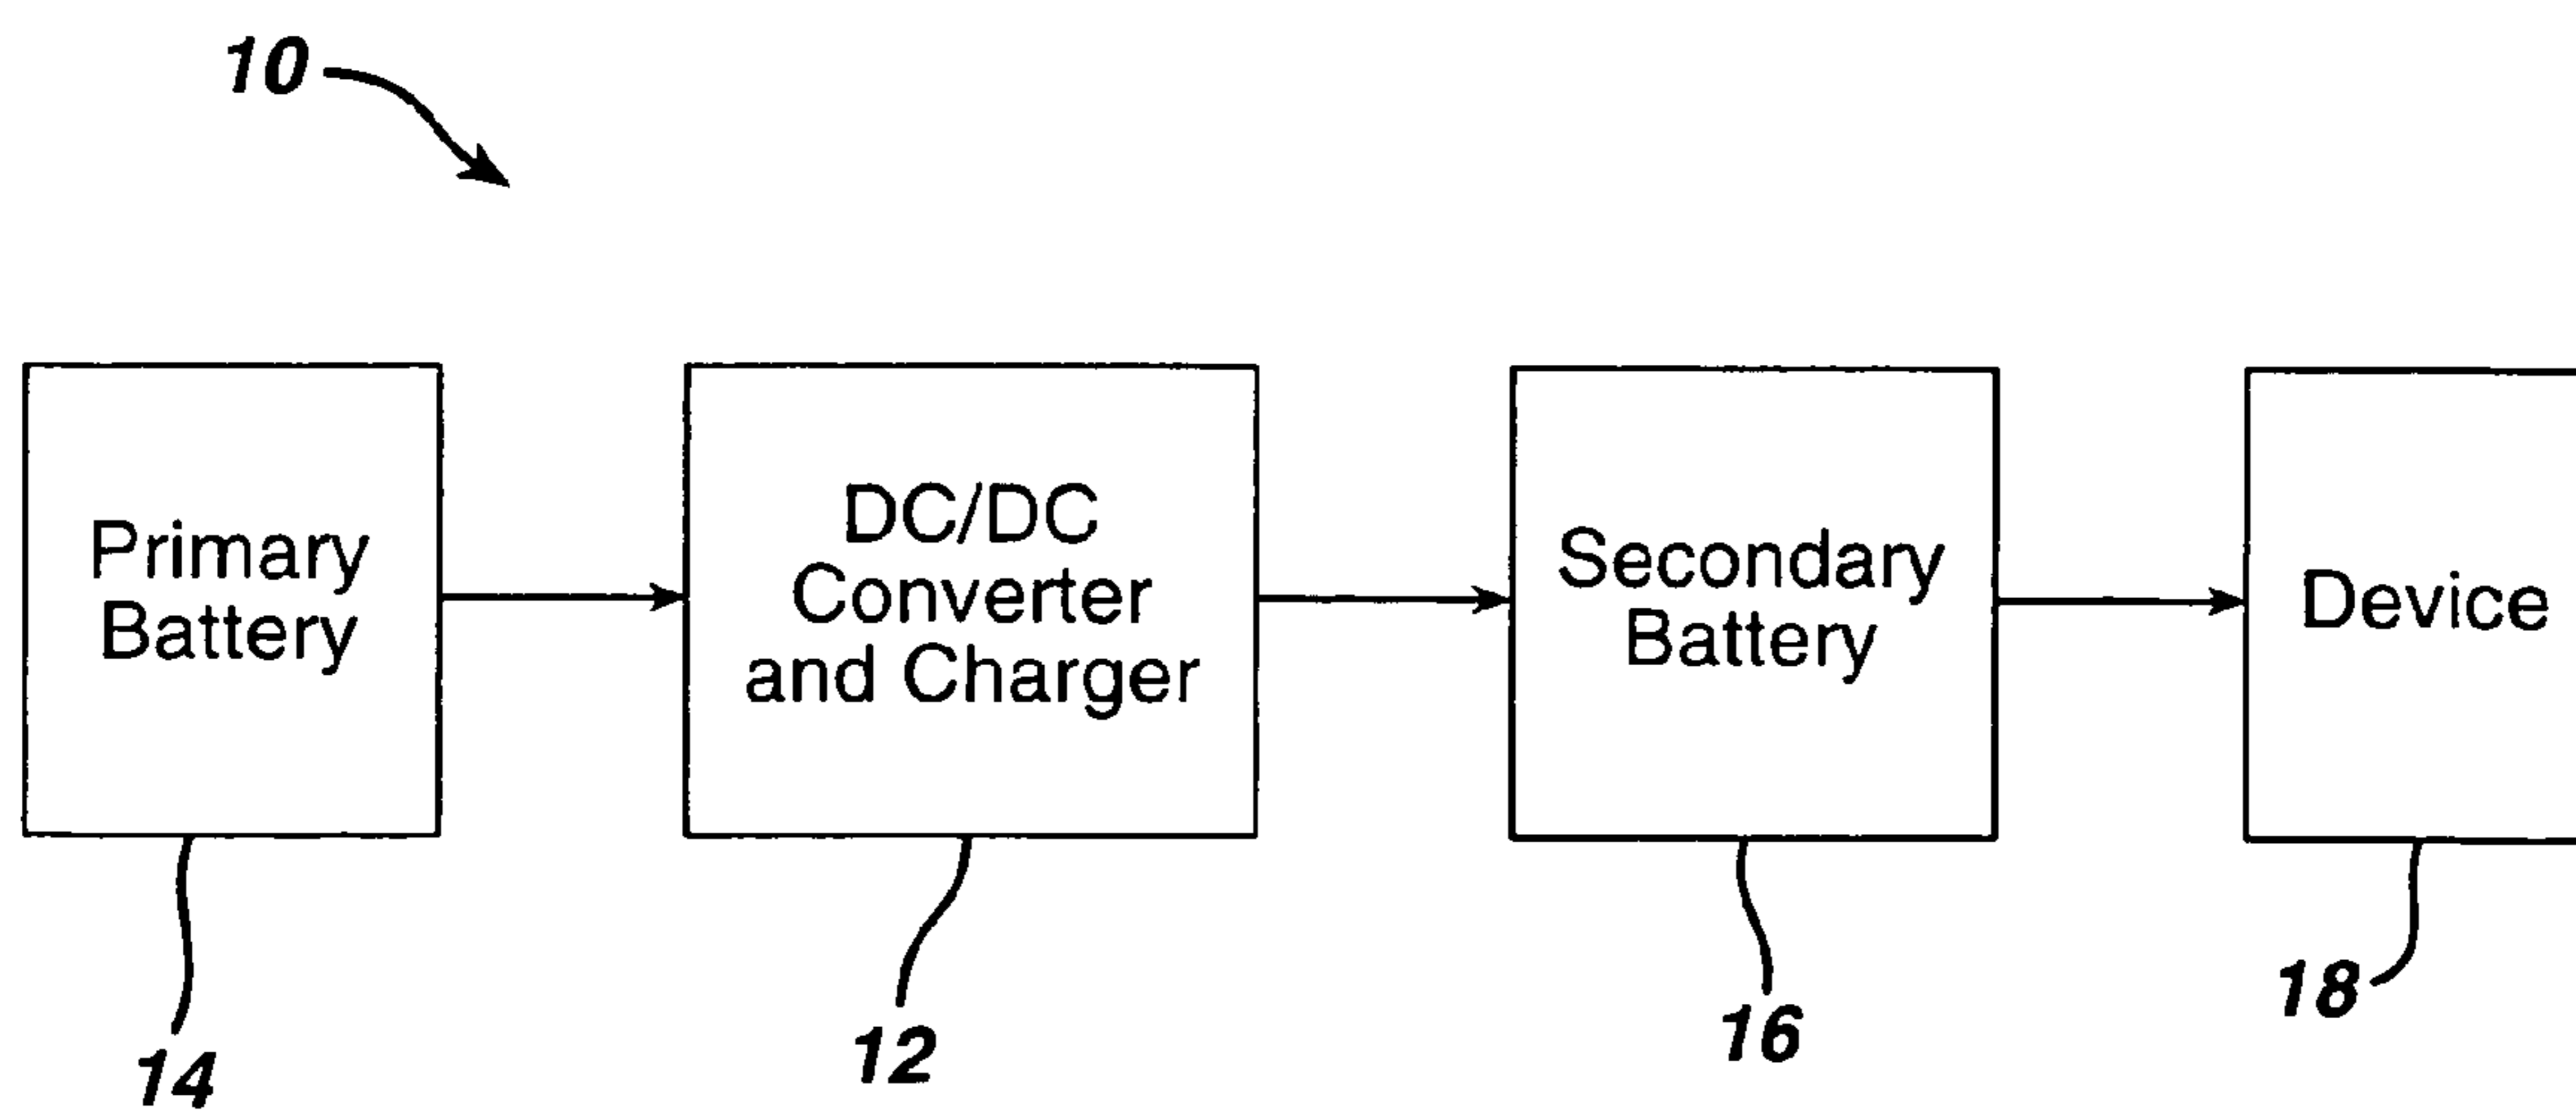 10
Primary
Battery
DC/DC
Converter
and Charger
Secondary
Battery
Device
14
12
16
18